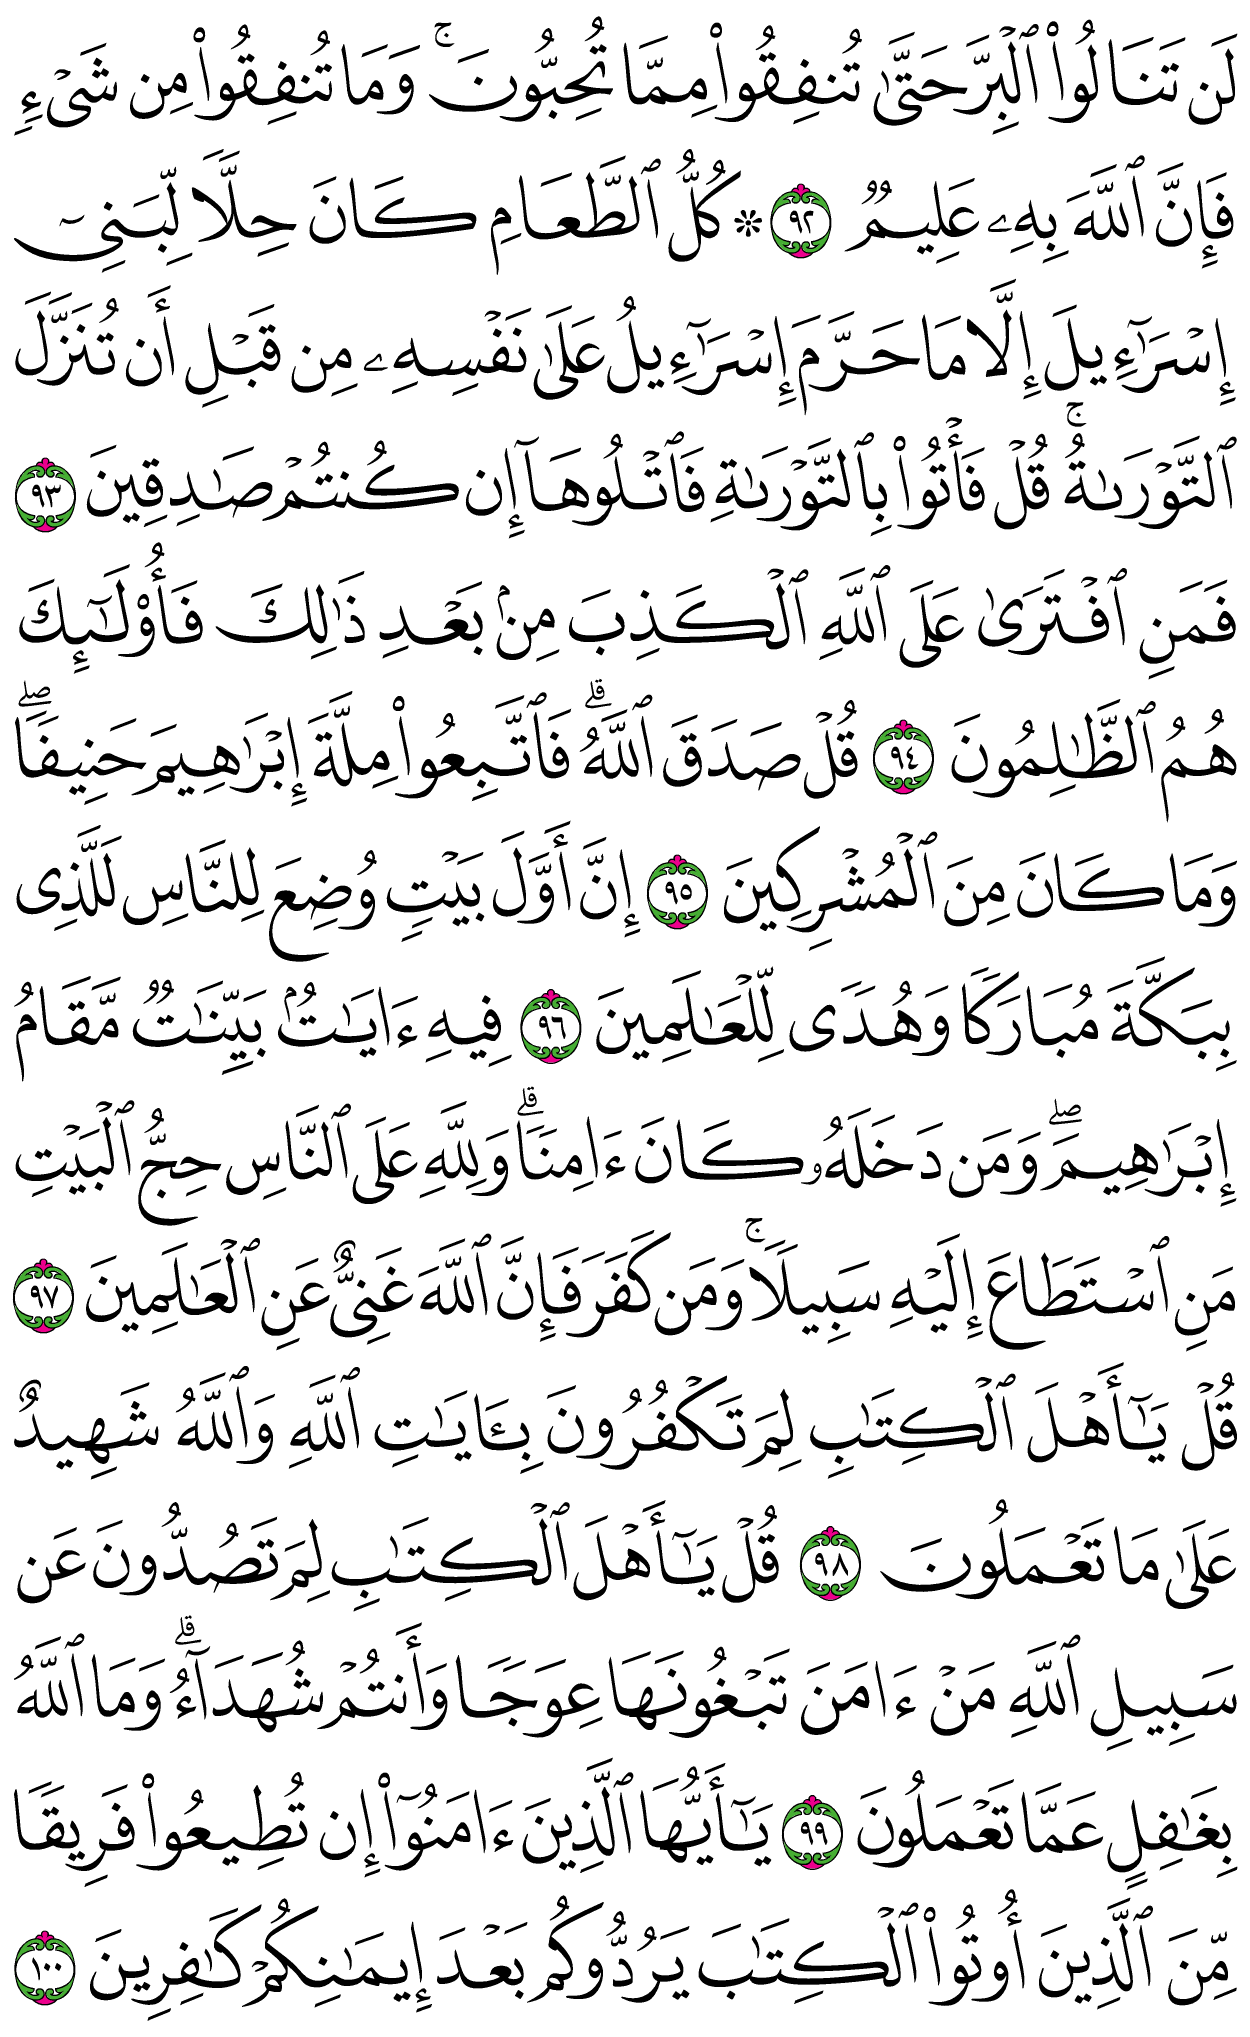 لَن تَنَالُوا۟ ٱلْبِرَّ حَتَّىٰ تُنفِقُوا۟ مِمَّا تُحِبُّونَ ۚ وَمَا تُنفِقُوا۟ مِن شَىْءٍ
فَإِنَّ ٱللَّهَ بِهِۦ عَلِيمٌ ٩٢ ۞ كُلُّ ٱلطَّعَامِ كَانَ حِلًّا لِّبَنِىٓ
إِسْرَٰٓءِيلَ إِلَّا مَا حَرَّمَ إِسْرَٰٓءِيلُ عَلَىٰ نَفْسِهِۦ مِن قَبْلِ أَن تُنَزَّلَ
ٱلتَّوْرَىٰةُ ۗ قُلْ فَأْتُوا۟ بِٱلتَّوْرَىٰةِ فَٱتْلُوهَآ إِن كُنتُمْ صَٰدِقِينَ ٩٣
فَمَنِ ٱفْتَرَىٰ عَلَى ٱللَّهِ ٱلْكَذِبَ مِنۢ بَعْدِ ذَٰلِكَ فَأُو۟لَٰٓئِكَ
هُمُ ٱلظَّٰلِمُونَ ٩٤ قُلْ صَدَقَ ٱللَّهُ ۗ فَٱتَّبِعُوا۟ مِلَّةَ إِبْرَٰهِيمَ حَنِيفًا ۖ
وَمَا كَانَ مِنَ ٱلْمُشْرِكِينَ ٩٥ إِنَّ أَوَّلَ بَيْتٍ وُضِعَ لِلنَّاسِ لَلَّذِى
بِبَكَّةَ مُبَارَكًا وَهُدًى لِّلْعَٰلَمِينَ ٩٦ فِيهِ ءَايَٰتٌۢ بَيِّنَٰتٌ مَّقَامُ
إِبْرَٰهِيمَ ۖ وَمَن دَخَلَهُۥ كَانَ ءَامِنًا ۗ وَلِلَّهِ عَلَى ٱلنَّاسِ حِجُّ ٱلْبَيْتِ
مَنِ ٱسْتَطَاعَ إِلَيْهِ سَبِيلًا ۚ وَمَن كَفَرَ فَإِنَّ ٱللَّهَ غَنِىٌّ عَنِ ٱلْعَٰلَمِينَ ٩٧
قُلْ يَٰٓأَهْلَ ٱلْكِتَٰبِ لِمَ تَكْفُرُونَ بِـَٔايَٰتِ ٱللَّهِ وَٱللَّهُ شَهِيدٌ
عَلَىٰ مَا تَعْمَلُونَ ٩٨ قُلْ يَٰٓأَهْلَ ٱلْكِتَٰبِ لِمَ تَصُدُّونَ عَن
سَبِيلِ ٱللَّهِ مَنْ ءَامَنَ تَبْغُونَهَا عِوَجًا وَأَنتُمْ شُهَدَآءُ ۗ وَمَا ٱللَّهُ
بِغَٰفِلٍ عَمَّا تَعْمَلُونَ ٩٩ يَٰٓأَيُّهَا ٱلَّذِينَ ءَامَنُوٓا۟ إِن تُطِيعُوا۟ فَرِيقًا
مِّنَ ٱلَّذِينَ أُوتُوا۟ ٱلْكِتَٰبَ يَرُدُّوكُم بَعْدَ إِيمَٰنِكُمْ كَٰفِرِينَ ١٠٠